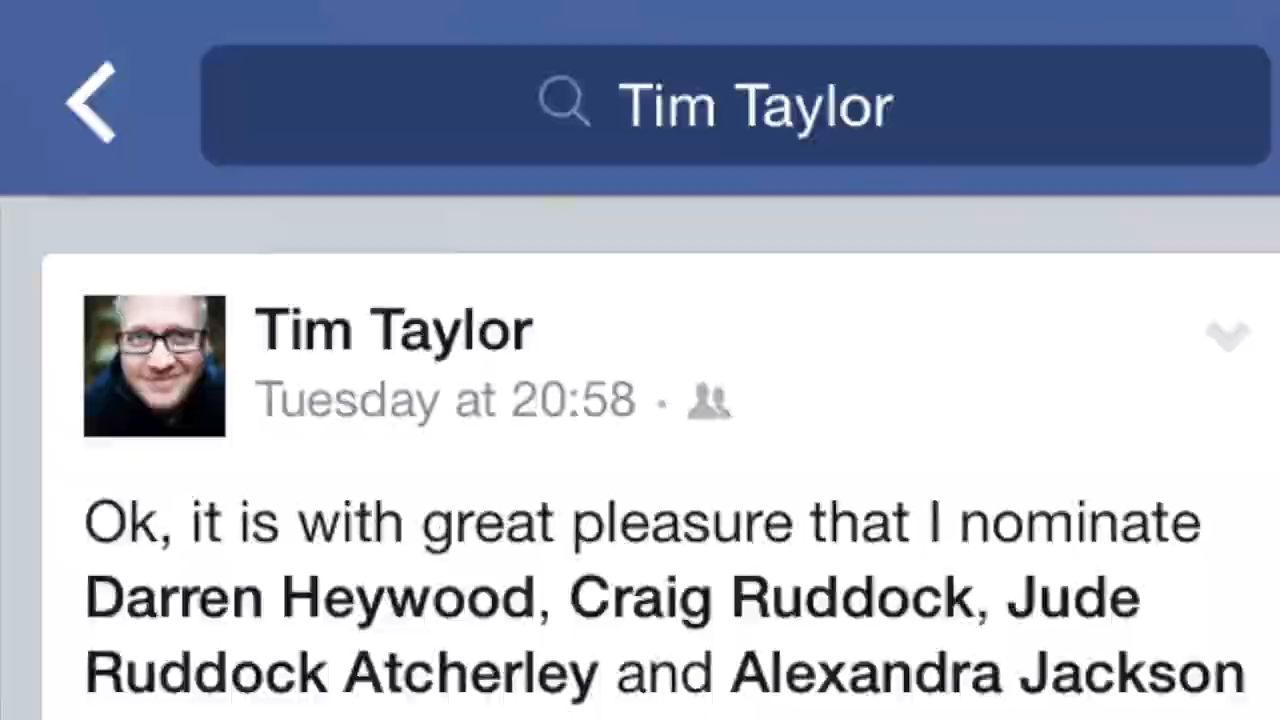 Tim Taylor
Tim Taylor
Tuesday at 20:58 ·
Ok, it is with great pleasure that I nominate
Darren Heywood, Craig Ruddock, Jude
Ruddock Atcherley and Alexandra Jackson